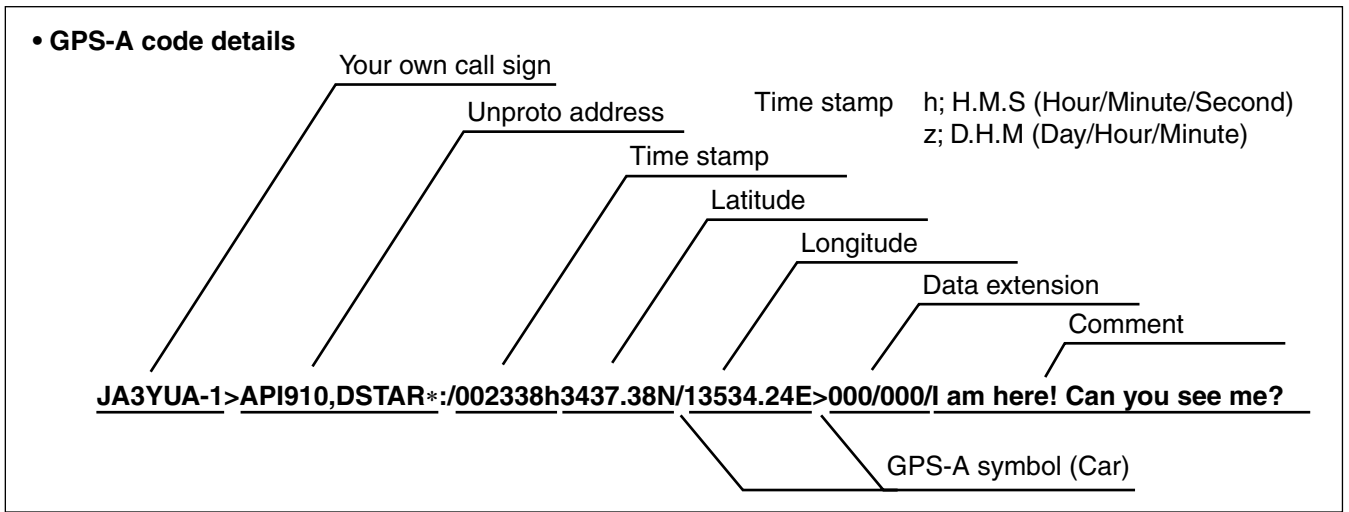 • GPS-A code details
Your own call sign
Unproto address
Time stamp h; H.M.S (Hour/Minute/Second)
z; D.H.M (Day/Hour/Minute)
Time stamp
Latitude
Longitude
Data extension
Comment
JA3YUA-1>API910,DSTAR*:/002338h3437.38N/13534.24E>000/000/I am here! Can you see me?
GPS-A symbol (Car)